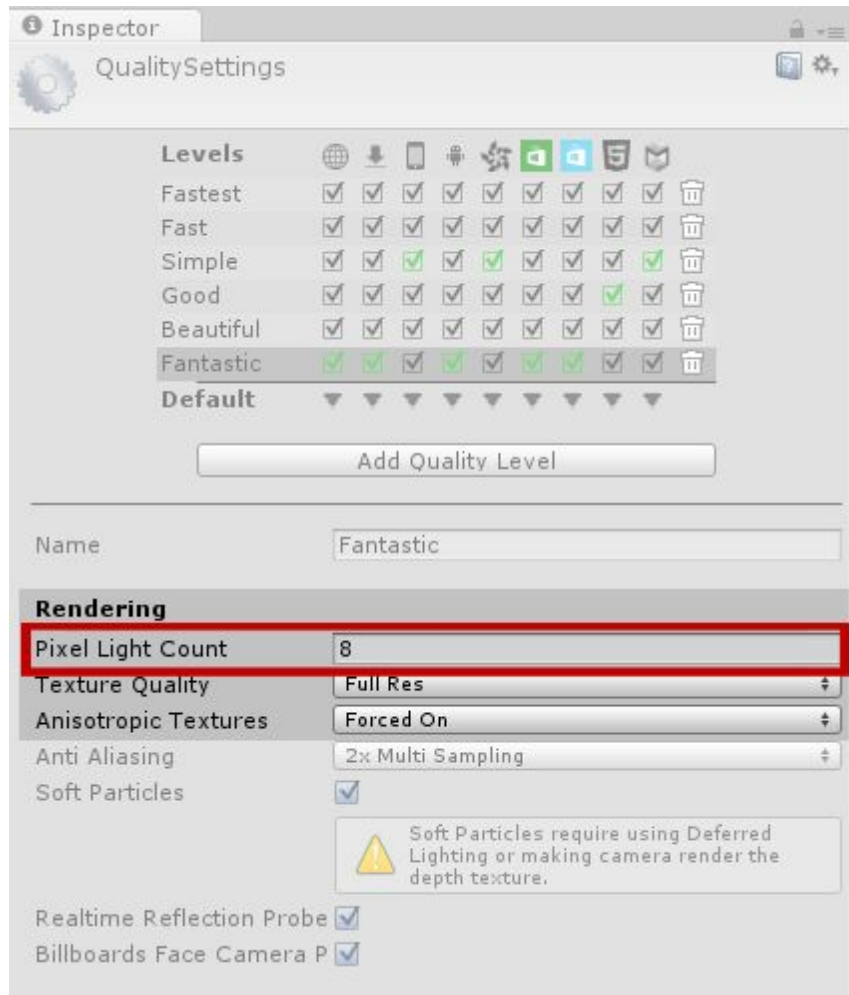 Inspector
QualitySettings
Levels
Fastest
Fast
Simple
Good
Beautiful
Fantastic
Default
Add Quality Level
Name Fantastic
Rendering
Pixel Light Count 8
Texture Quality Full Res
Anisotropic Textures Forced On
Anti Aliasing 2x Multi Sampling
Soft Particles
Soft Particles require using Deferred
Lighting or making camera render the
depth texture.
Realtime Reflection Probe
Billboards Face Camera P